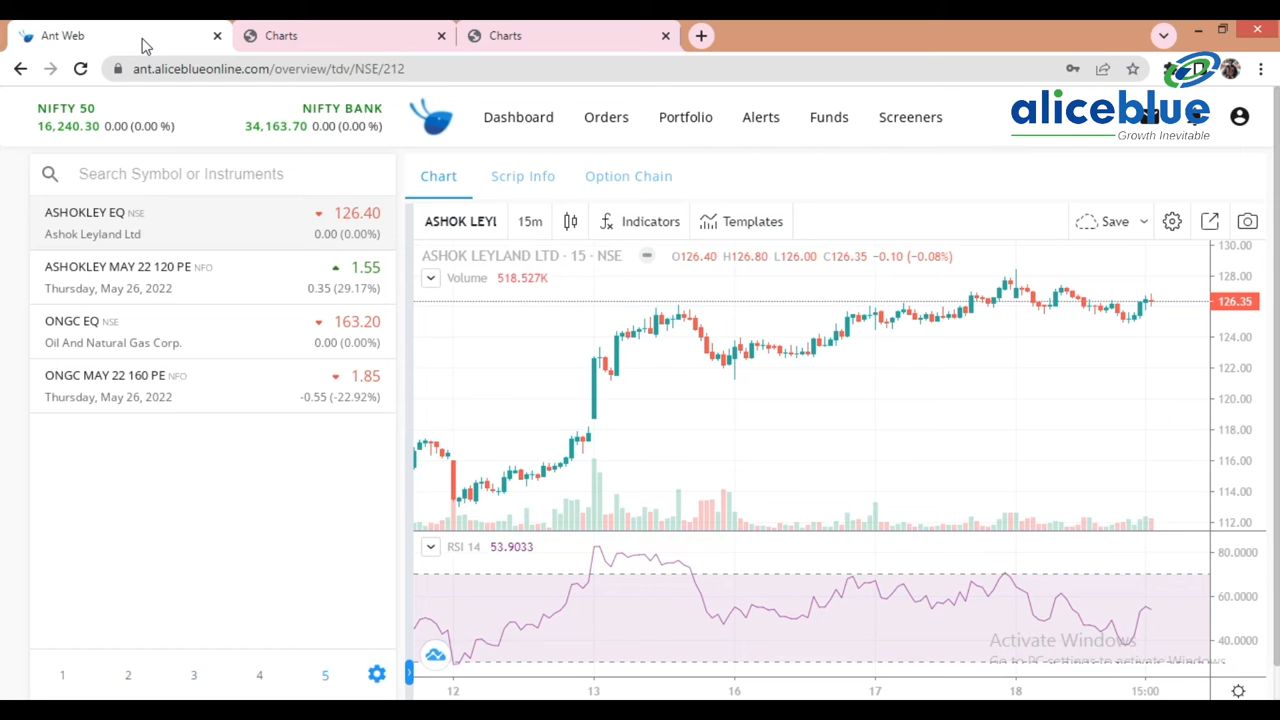 Ant Web
Charts
Charts
ant.aliceblueonline.com/overview/tdv/NSE/212
NIFTY 50
16,240.30 0.00 (0.00 %)
NIFTY BANK
34,163.70 0.00 (0.00 %)
Dashboard
Orders
Portfolio
Alerts
Funds
Screeners
aliceblue
Growth Inevitable
Search Symbol or Instruments
ASHOKLEY EQ NSE
126.40
Ashok Leyland Ltd
0.00 (0.00%)
ASHOKLEY MAY 22 120 PE NFO
1.55
Thursday, May 26, 2022
0.35 (29.17%)
ONGC EQ NSE
163.20
Oil And Natural Gas Corp.
0.00 (0.00%)
ONGC MAY 22 160 PE NFO
1.85
Thursday, May 26, 2022
-0.55 (-22.92%)
1 2 3 4 5
Chart
Scrip Info
Option Chain
ASHOK LEYL
15m
Indicators
Templates
Save
ASHOK LEYLAND LTD · 15 · NSE
O126.40 H126.80 L126.00 C126.35 −0.10 (−0.08%)
Volume 518.527K
130.00
128.00
126.35
124.00
122.00
120.00
118.00
116.00
114.00
112.00
RSI 14 53.9033
80.0000
60.0000
40.0000
Activate Windows
Go to PC settings to activate Windows.
12 13 16 17 18 15:00